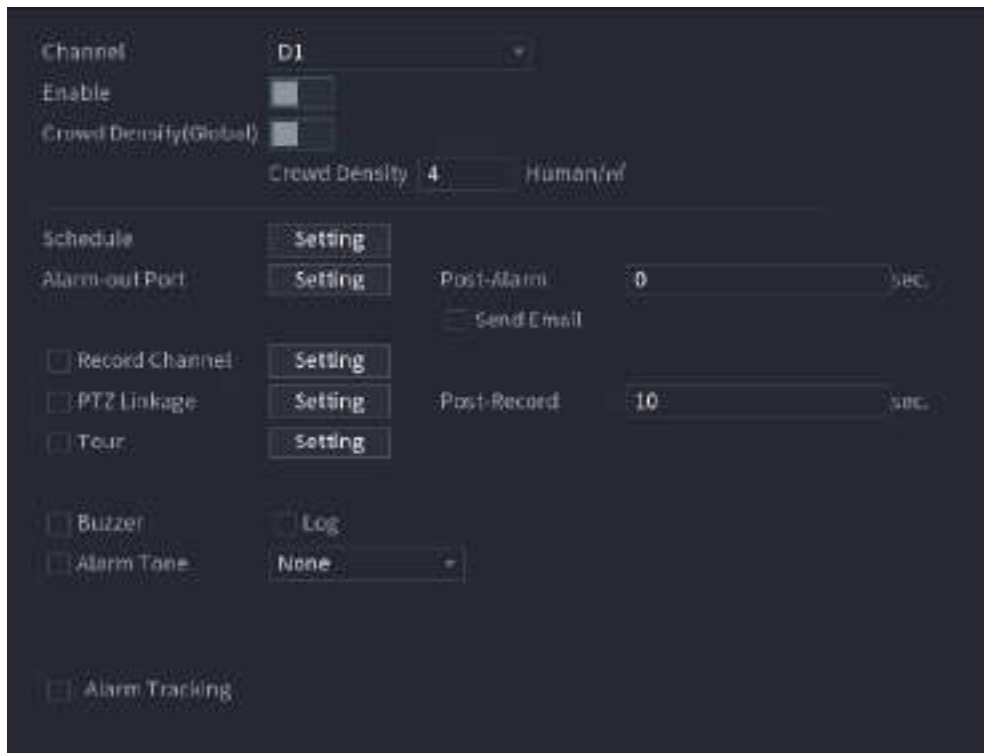 Channel D1
Enable
Crowd Density(Global)
Crowd Density 4 Human/㎡
Schedule Setting
Alarm-out Port Setting Post-Alarm 0 sec.
Send Email
Record Channel Setting
PTZ Linkage Setting Post-Record 10 sec.
Tour Setting
Buzzer Log
Alarm Tone None
Alarm Tracking